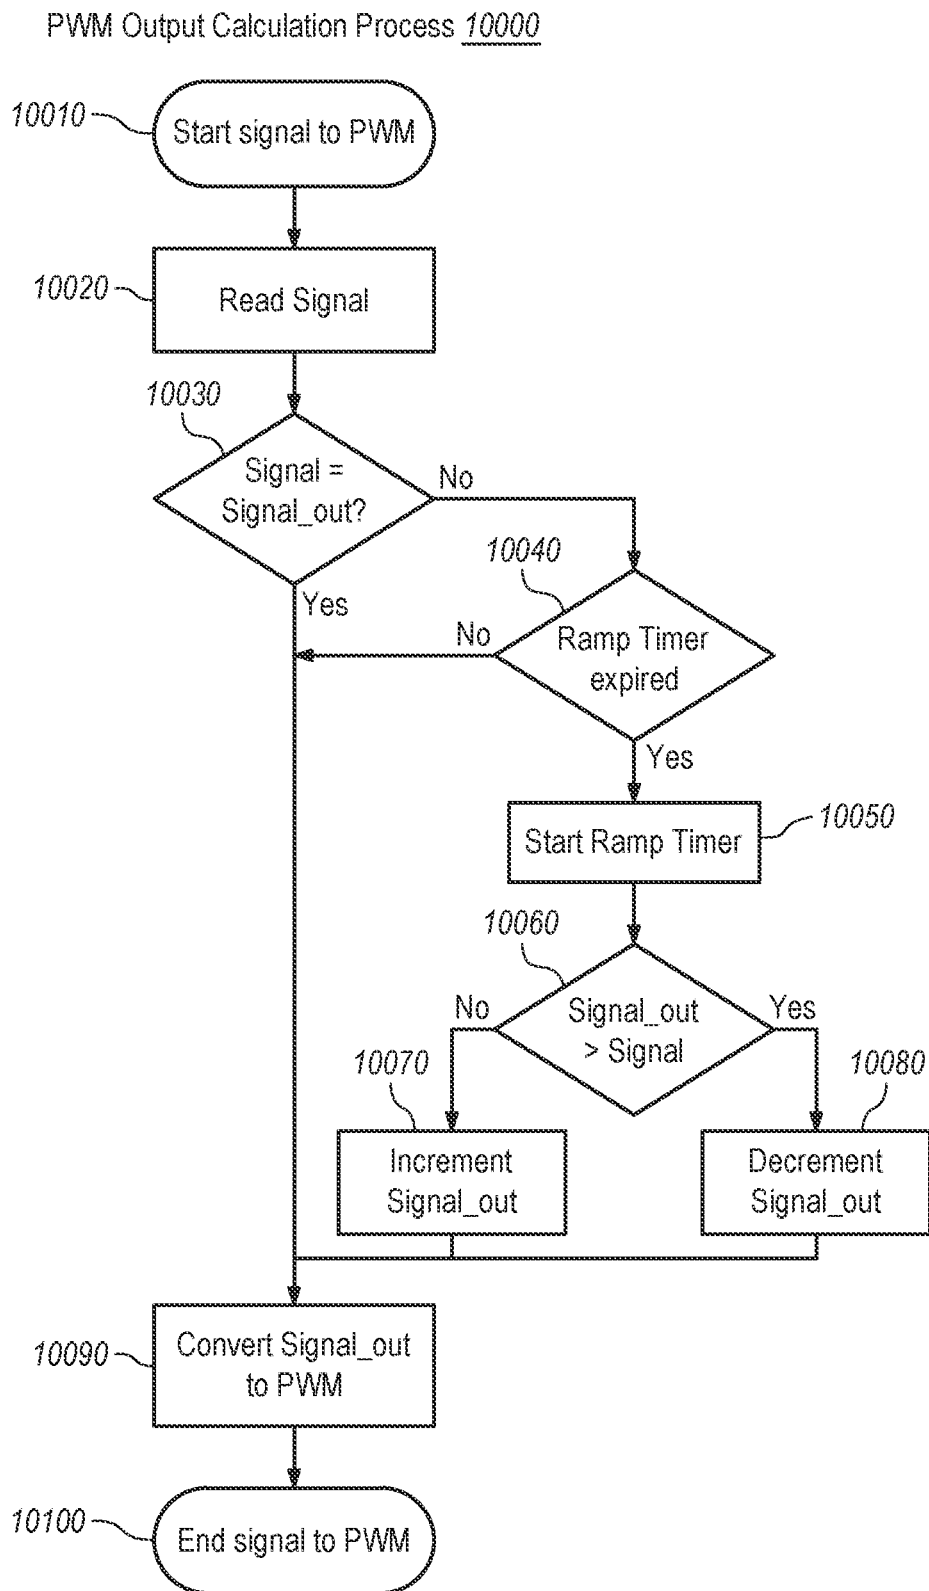 PWM Output Calculation Process 10000
10010
Start signal to PWM
10020
Read Signal
10030
Signal =
Signal_out?
No
Yes
10040
No
Ramp Timer
expired
Yes
Start Ramp Timer
10050
10060
No
Signal_out
> Signal
Yes
10070
Increment
Signal_out
10080
Decrement
Signal_out
10090
Convert Signal_out
to PWM
10100
End signal to PWM